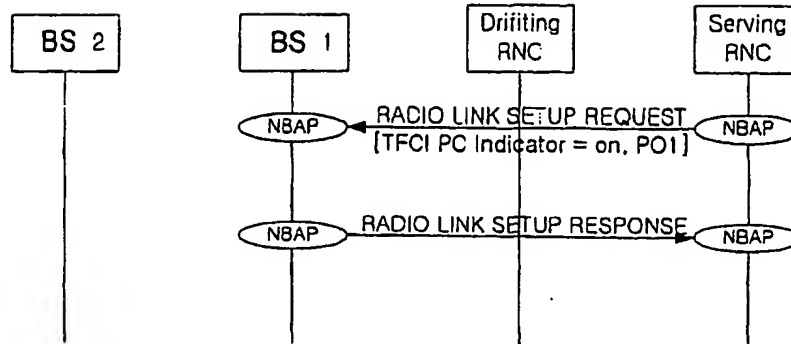 BS 2
BS 1
Drifiting
RNC
Serving
RNC
NBAP
RADIO LINK SETUP REQUEST
[TFCI PC Indicator = on, PO1]
NBAP
NBAP
RADIO LINK SETUP RESPONSE
NBAP